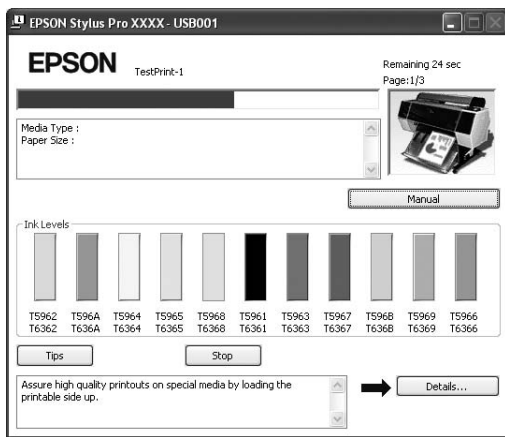 EPSON Stylus Pro XXXX - USB001
EPSON TestPrint-1
Remaining 24 sec
Page:1/3
Media Type :
Paper Size :
Manual
Ink Levels
T5962 T596A T5964 T5965 T5968 T5961 T5963 T5967 T596B T5969 T5966
T6362 T636A T6364 T6365 T6368 T6361 T6363 T6367 T636B T6369 T6366
Tips Stop
Assure high quality printouts on special media by loading the
printable side up.
Details...